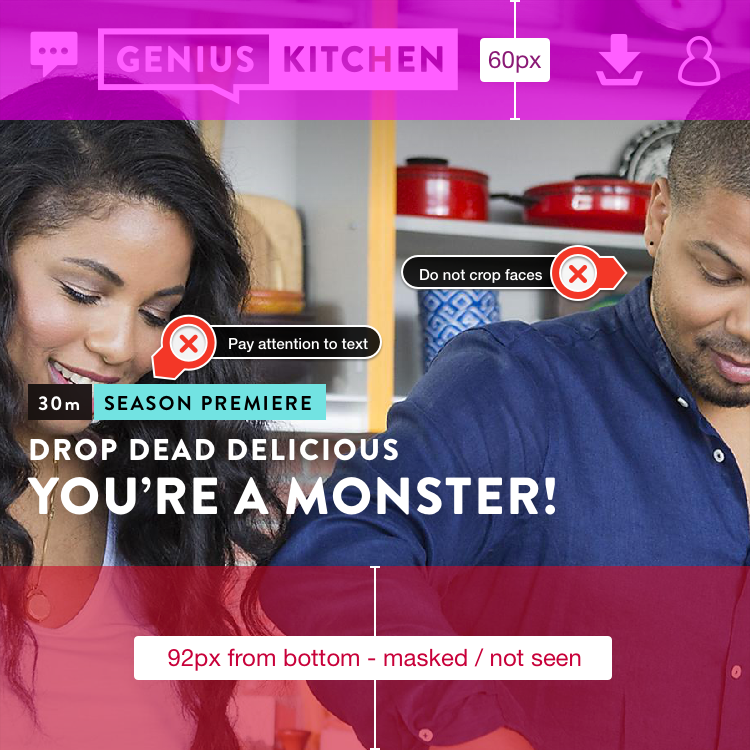 GENIUS KITCHEN
60px
Do not crop faces
Pay attention to text
30m SEASON PREMIERE
DROP DEAD DELICIOUS
YOU’RE A MONSTER!
92px from bottom - masked / not seen